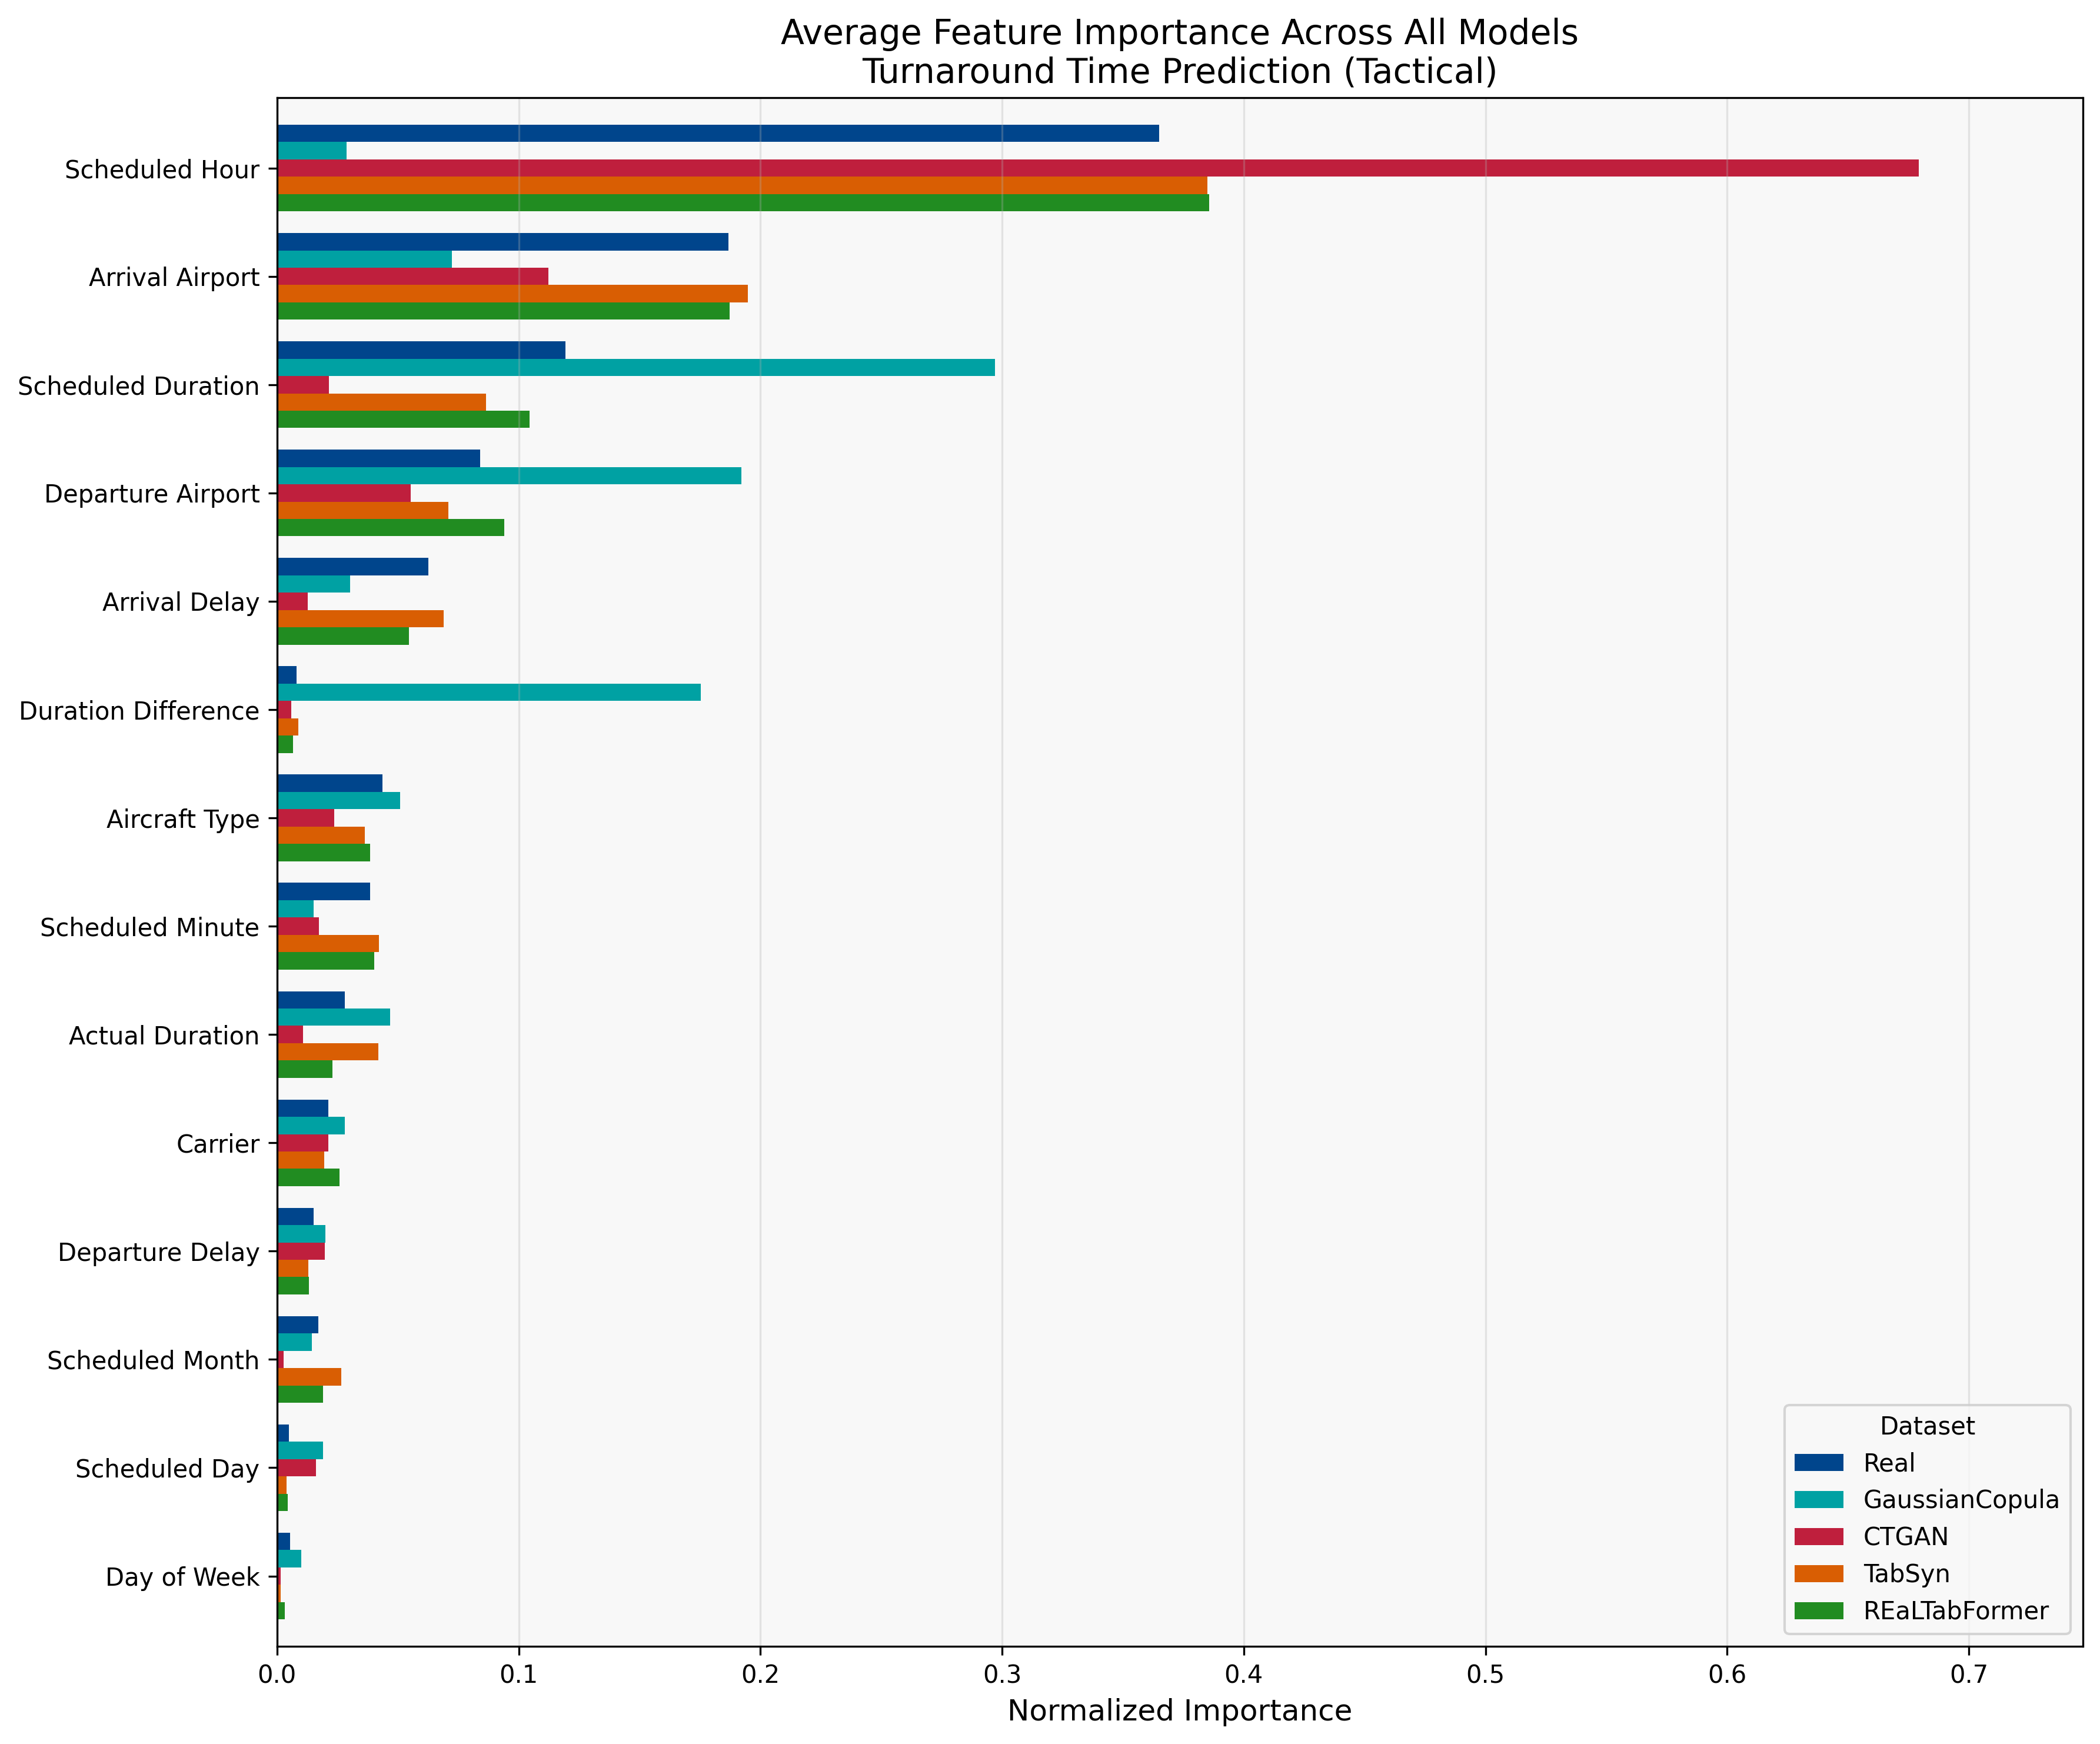 Average Feature Importance Across All Models
Turnaround Time Prediction (Tactical)
Scheduled Hour
Arrival Airport
Scheduled Duration
Departure Airport
Arrival Delay
Duration Difference
Aircraft Type
Scheduled Minute
Actual Duration
Carrier
Departure Delay
Scheduled Month
Scheduled Day
Day of Week
Dataset
Real
GaussianCopula
CTGAN
TabSyn
REaLTabFormer
0.0 0.1 0.2 0.3 0.4 0.5 0.6 0.7
Normalized Importance